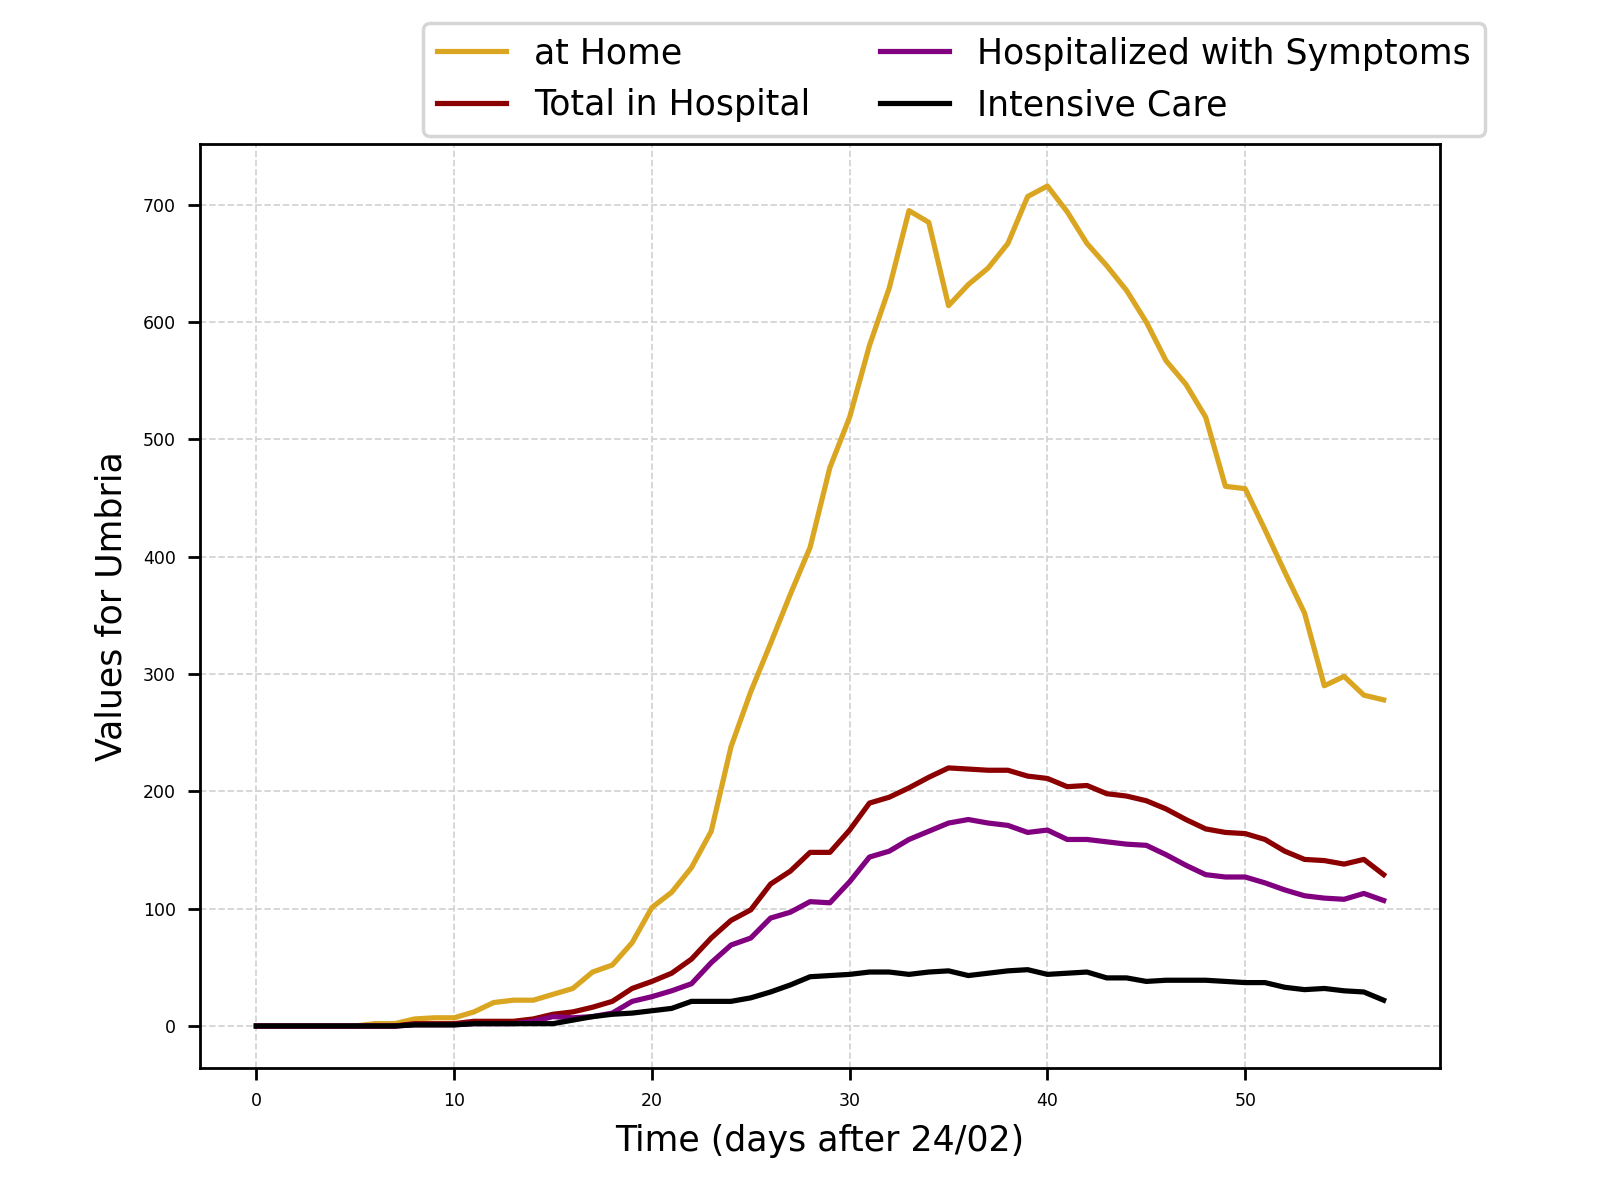 at Home
Total in Hospital
Hospitalized with Symptoms
Intensive Care
Values for Umbria
700
600
500
400
300
200
100
0
0 10 20 30 40 50
Time (days after 24/02)